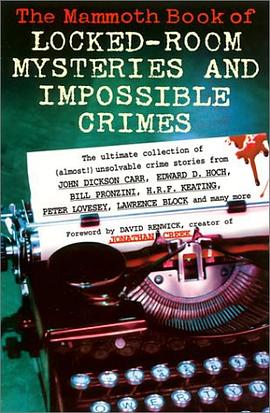 The Mammoth Book of
LOCKED-ROOM
MYSTERIES AND
IMPOSSIBLE
CRIMES
The ultimate collection of
(almost!) unsolvable crime stories from
JOHN DICKSON CARR, EDWARD D. HOCH,
BILL PRONZINI, H.R.F. KEATING,
PETER LOVESEY, LAWRENCE BLOCK and many more
Foreword by DAVID RENWICK, creator of
JONATHAN CREEK